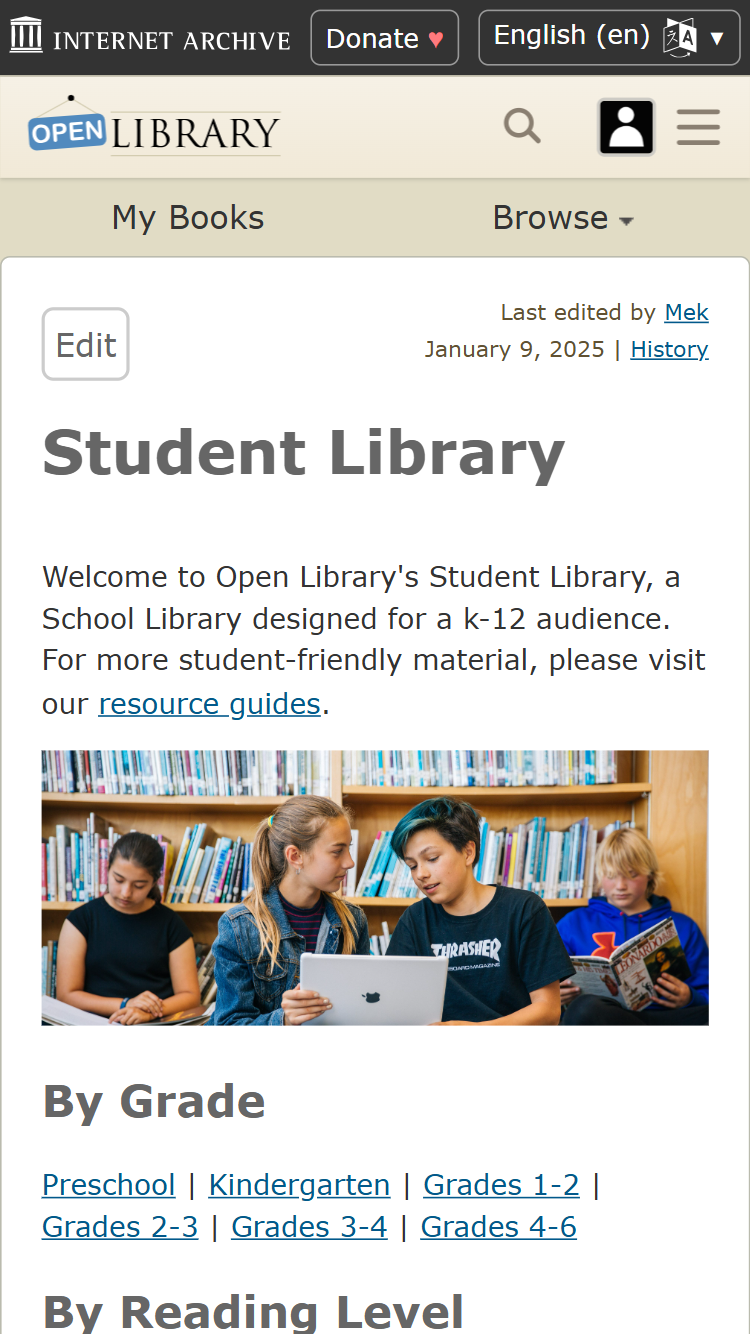 INTERNET ARCHIVE
Donate ♥
English (en) ▼
OPEN LIBRARY
My Books
Browse
Edit
Last edited by Mek
January 9, 2025 | History
Student Library
Welcome to Open Library's Student Library, a
School Library designed for a k-12 audience.
For more student-friendly material, please visit
our resource guides.
THRASHER
LEONARDO
By Grade
Preschool | Kindergarten | Grades 1-2 |
Grades 2-3 | Grades 3-4 | Grades 4-6
By Reading Level